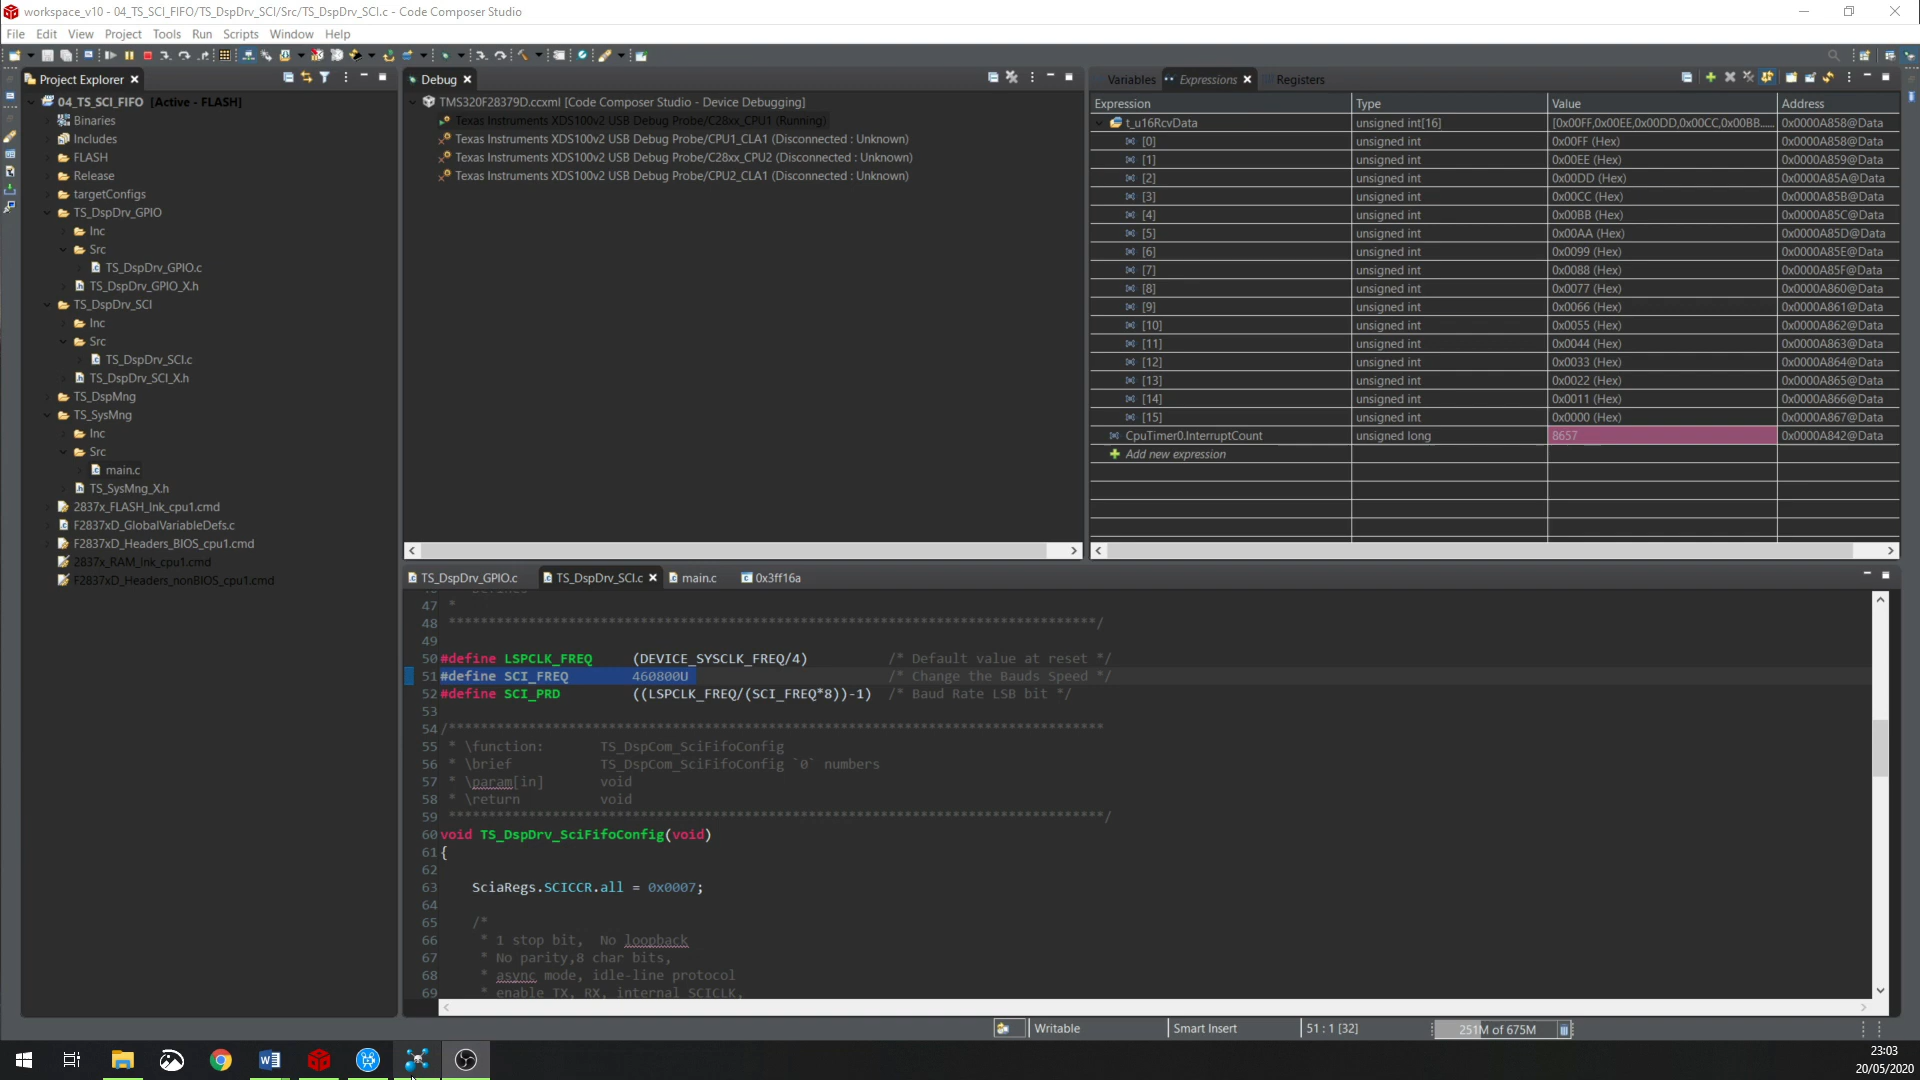 workspace_v10 - 04_TS_SCI_FIFO/TS_DspDrv_SCI/Src/TS_DspDrv_SCI.c - Code Composer Studio
File Edit View Project Tools Run Scripts Window Help
Project Explorer
04_TS_SCI_FIFO [Active - FLASH]
Binaries
Includes
FLASH
Release
targetConfigs
TS_DspDrv_GPIO
Inc
Src
TS_DspDrv_GPIO.c
TS_DspDrv_GPIO_X.h
TS_DspDrv_SCI
Inc
Src
TS_DspDrv_SCI.c
TS_DspDrv_SCI_X.h
TS_DspMng
TS_SysMng
Inc
Src
main.c
TS_SysMng_X.h
2837x_FLASH_lnk_cpu1.cmd
F2837xD_GlobalVariableDefs.c
F2837xD_Headers_BIOS_cpu1.cmd
2837x_RAM_lnk_cpu1.cmd
F2837xD_Headers_nonBIOS_cpu1.cmd
Debug
TMS320F28379D.ccxml [Code Composer Studio - Device Debugging]
Texas Instruments XDS100v2 USB Debug Probe/C28xx_CPU1 (Running)
Texas Instruments XDS100v2 USB Debug Probe/CPU1_CLA1 (Disconnected : Unknown)
Texas Instruments XDS100v2 USB Debug Probe/C28xx_CPU2 (Disconnected : Unknown)
Texas Instruments XDS100v2 USB Debug Probe/CPU2_CLA1 (Disconnected : Unknown)
Variables Expressions Registers
Expression Type Value Address
t_u16RcvData unsigned int[16] [0x00FF,0x00EE,0x00DD,0x00CC,0x00BB...... 0x0000A858@Data
[0] unsigned int 0x00FF (Hex) 0x0000A858@Data
[1] unsigned int 0x00EE (Hex) 0x0000A859@Data
[2] unsigned int 0x00DD (Hex) 0x0000A85A@Data
[3] unsigned int 0x00CC (Hex) 0x0000A85B@Data
[4] unsigned int 0x00BB (Hex) 0x0000A85C@Data
[5] unsigned int 0x00AA (Hex) 0x0000A85D@Data
[6] unsigned int 0x0099 (Hex) 0x0000A85E@Data
[7] unsigned int 0x0088 (Hex) 0x0000A85F@Data
[8] unsigned int 0x0077 (Hex) 0x0000A860@Data
[9] unsigned int 0x0066 (Hex) 0x0000A861@Data
[10] unsigned int 0x0055 (Hex) 0x0000A862@Data
[11] unsigned int 0x0044 (Hex) 0x0000A863@Data
[12] unsigned int 0x0033 (Hex) 0x0000A864@Data
[13] unsigned int 0x0022 (Hex) 0x0000A865@Data
[14] unsigned int 0x0011 (Hex) 0x0000A866@Data
[15] unsigned int 0x0000 (Hex) 0x0000A867@Data
CpuTimer0.InterruptCount unsigned long 8657 0x0000A842@Data
Add new expression
TS_DspDrv_GPIO.c TS_DspDrv_SCI.c main.c 0x3ff16a
47 *
48 *********************************************************************************/
49
50 #define LSPCLK_FREQ (DEVICE_SYSCLK_FREQ/4) /* Default value at reset */
51 #define SCI_FREQ 460800U /* Change the Bauds Speed */
52 #define SCI_PRD ((LSPCLK_FREQ/(SCI_FREQ*8))-1) /* Baud Rate LSB bit */
53
54 /**********************************************************************************
55 * \function: TS_DspCom_SciFifoConfig
56 * \brief TS_DspCom_SciFifoConfig `0` numbers
57 * \param[in] void
58 * \return void
59 **********************************************************************************/
60 void TS_DspDrv_SciFifoConfig(void)
61 {
62
63 SciaRegs.SCICCR.all = 0x0007;
64
65 /*
66 * 1 stop bit, No loopback
67 * No parity,8 char bits,
68 * async mode, idle-line protocol
69 * enable TX, RX, internal SCICLK,
Writable Smart Insert 51 : 1 [32] 251M of 675M
23:03
20/05/2020